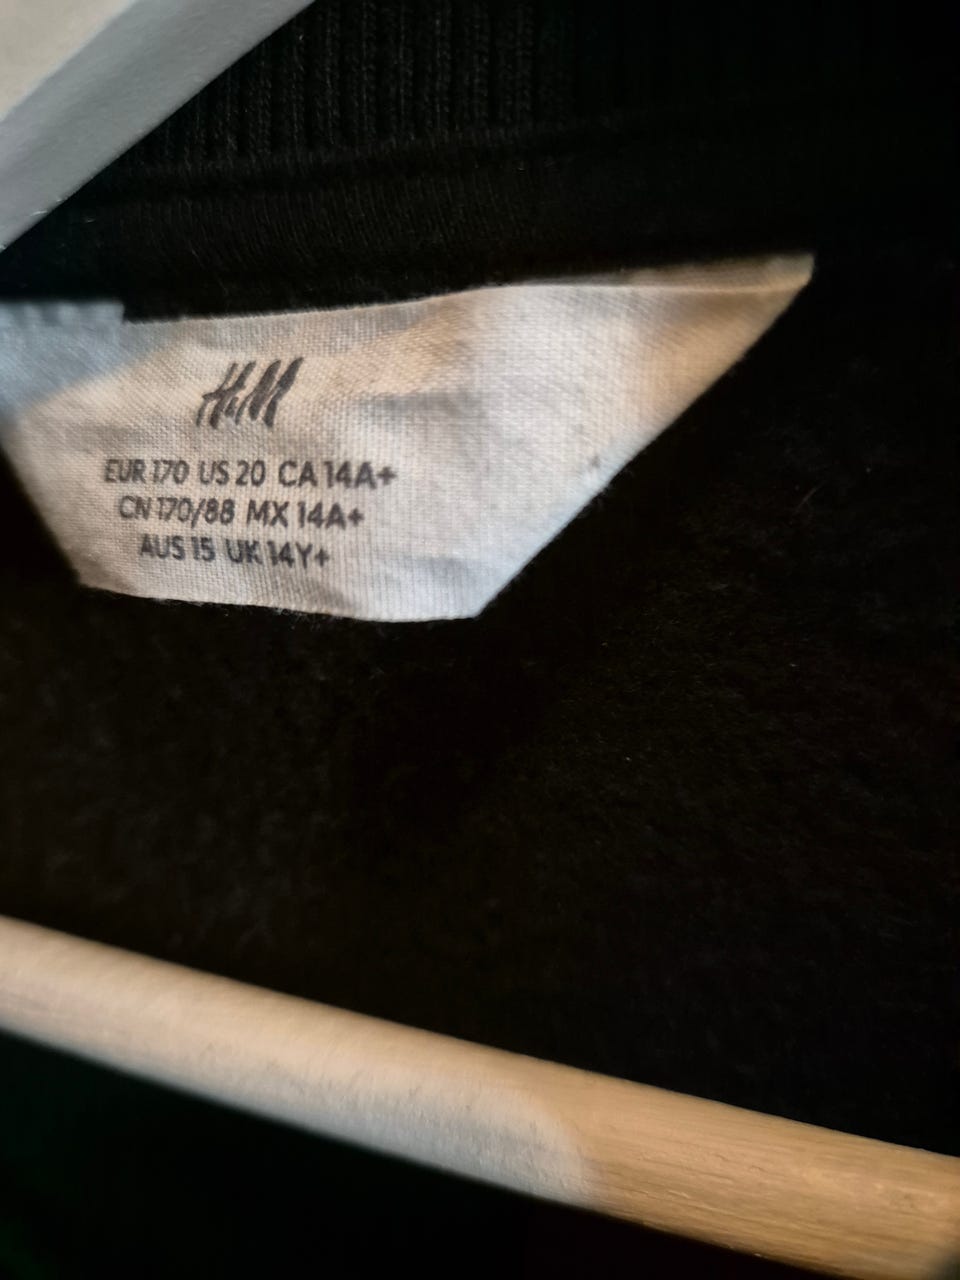 H&M
EUR 170 US 20 CA 14A+
CN 170/88 MX 14A+
AUS 15 UK 14Y+